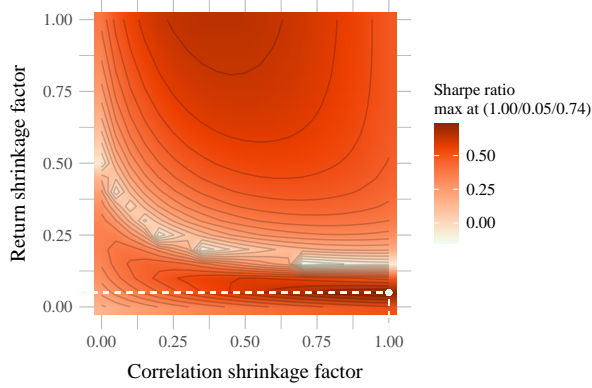 Return shrinkage factor
1.00
0.75
0.50
0.25
0.00
0.00 0.25 0.50 0.75 1.00
Correlation shrinkage factor
Sharpe ratio
max at (1.00/0.05/0.74)
0.50
0.25
0.00